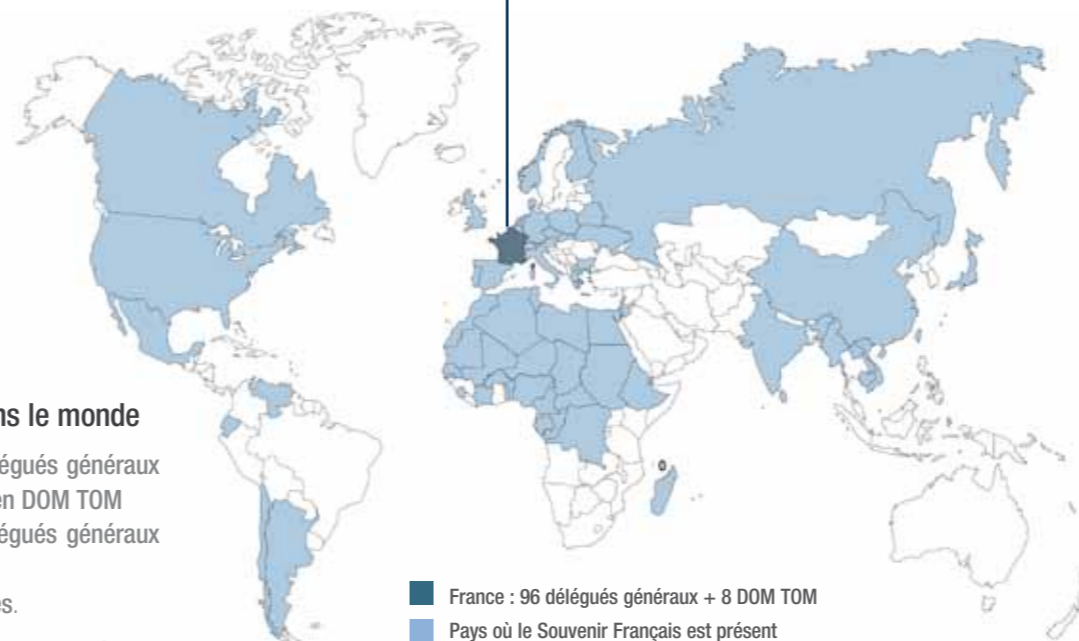 ns le monde
égués généraux
en DOM TOM
égués généraux
es.
France : 96 délégués généraux + 8 DOM TOM
Pays où le Souvenir Français est présent